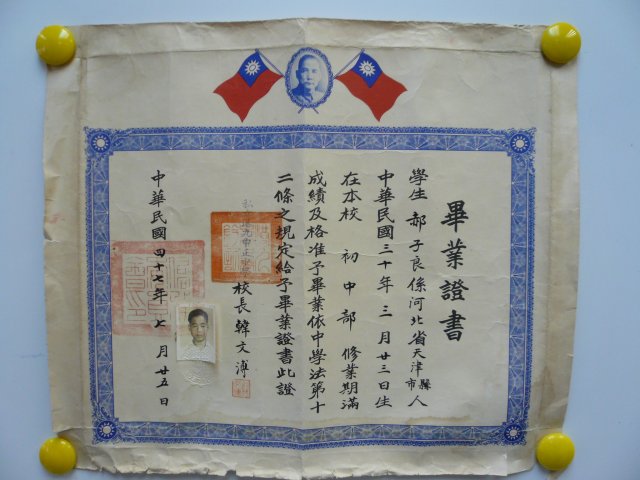 畢業證書
學生郝子良係河北省天津縣市人
中華民國三十年三月廿三日生
在本校初中部修業期滿
成績及格准予畢業依中學法第十
二條之規定給予畢業證書此證
校長韓文溥
中華民國四十七年七月廿五日